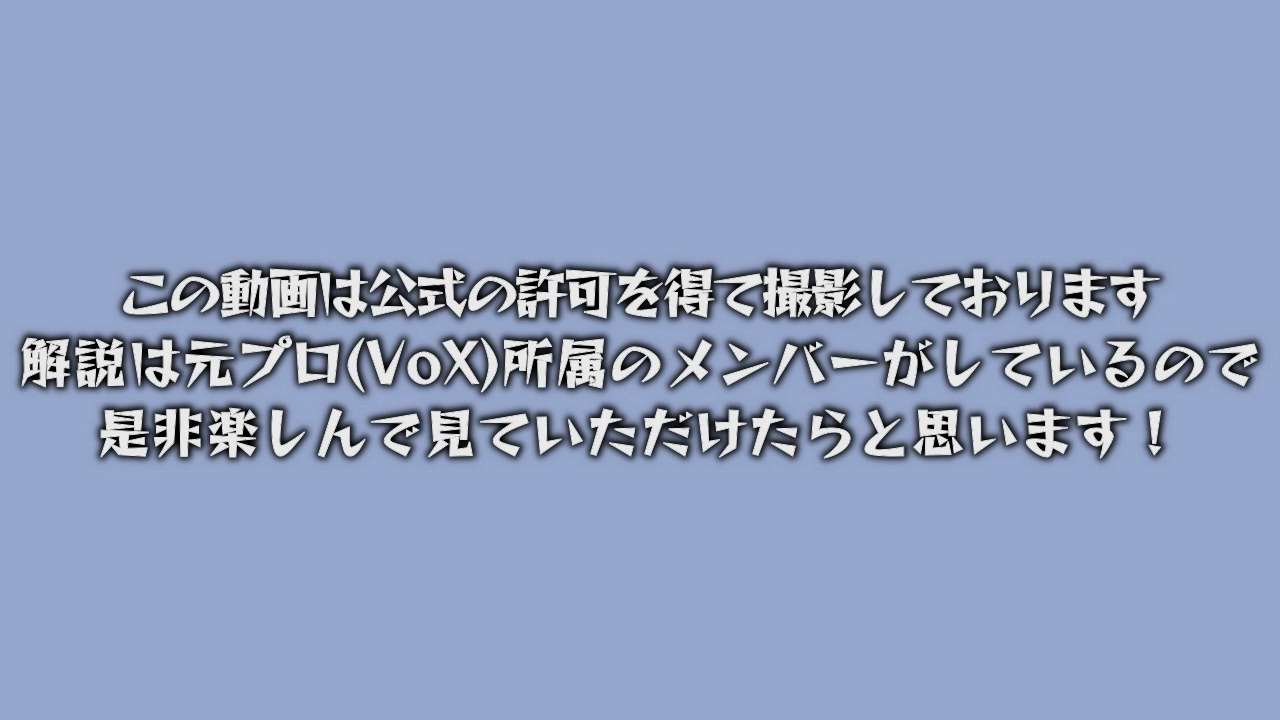 この動画は公式の許可を得て撮影しております
解説は元プロ(VoX)所属のメンバーがしているので
是非楽しんで見ていただけたらと思います！